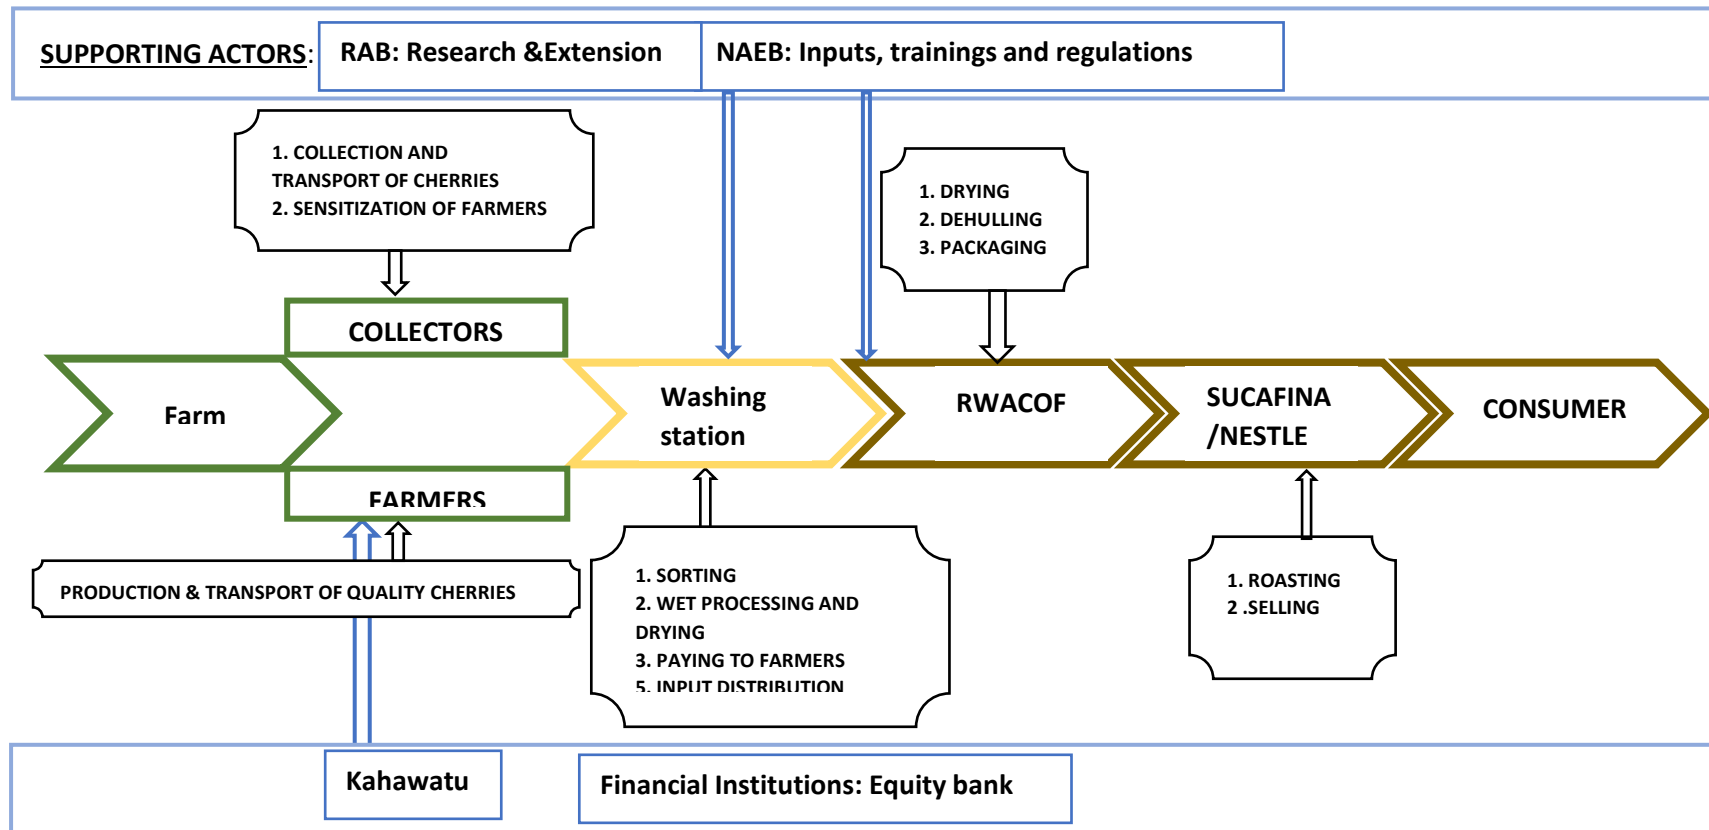 SUPPORTING ACTORS:
RAB: Research &Extension
NAEB: Inputs, trainings and regulations
1. COLLECTION AND
TRANSPORT OF CHERRIES
2. SENSITIZATION OF FARMERS
1. DRYING
2. DEHULLING
3. PACKAGING
COLLECTORS
Farm
Washing
station
RWACOF
SUCAFINA
/NESTLE
CONSUMER
FARMERS
PRODUCTION & TRANSPORT OF QUALITY CHERRIES
1. SORTING
2. WET PROCESSING AND
DRYING
3. PAYING TO FARMERS
5. INPUT DISTRIBUTION
1. ROASTING
2 .SELLING
Kahawatu
Financial Institutions: Equity bank